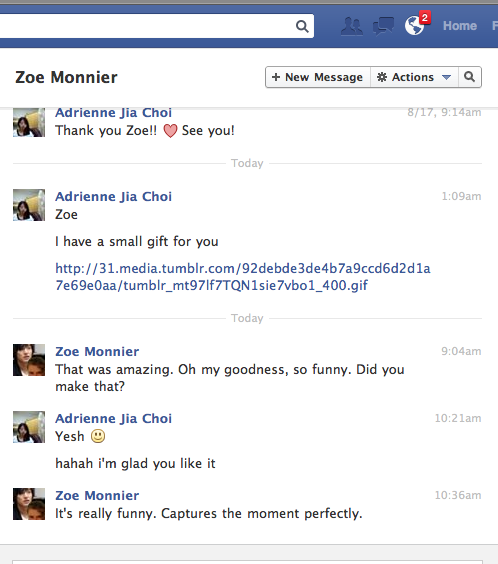 2
Home
Zoe Monnier
+ New Message
Actions
Adrienne Jia Choi
8/17, 9:14am
Thank you Zoe!! See you!
Today
Adrienne Jia Choi
1:09am
Zoe
I have a small gift for you
http://31.media.tumblr.com/92debde3de4b7a9ccd6d2d1a
7e69e0aa/tumblr_mt97lf7TQN1sie7vbo1_400.gif
Today
Zoe Monnier
9:04am
That was amazing. Oh my goodness, so funny. Did you
make that?
Adrienne Jia Choi
10:21am
Yesh
hahah i'm glad you like it
Zoe Monnier
10:36am
It's really funny. Captures the moment perfectly.